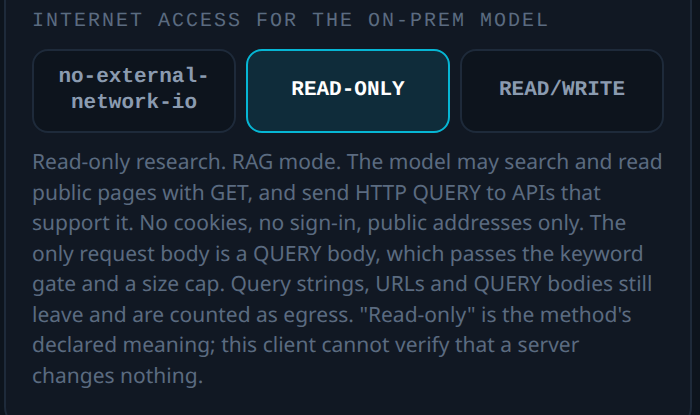 INTERNET ACCESS FOR THE ON-PREM MODEL
no-external-
network-io
READ-ONLY
READ/WRITE
Read-only research. RAG mode. The model may search and read
public pages with GET, and send HTTP QUERY to APIs that
support it. No cookies, no sign-in, public addresses only. The
only request body is a QUERY body, which passes the keyword
gate and a size cap. Query strings, URLs and QUERY bodies still
leave and are counted as egress. "Read-only" is the method's
declared meaning; this client cannot verify that a server
changes nothing.